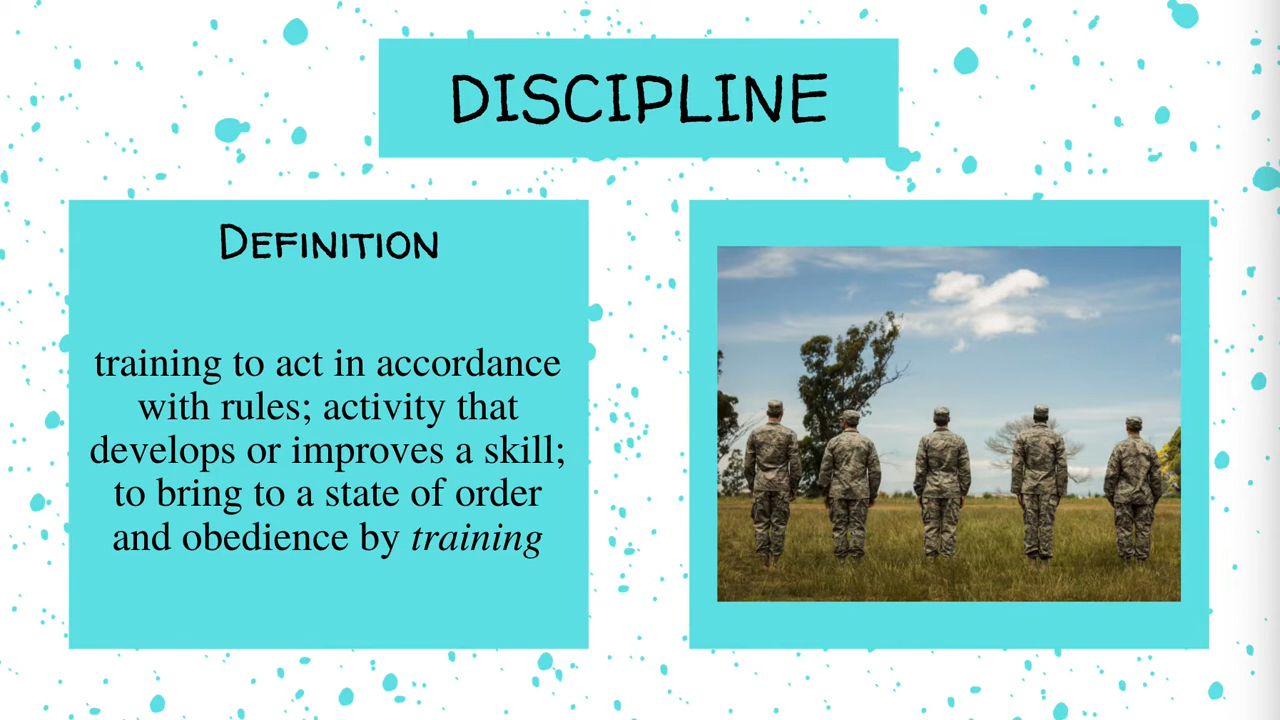 DISCIPLINE
DEFINITION
training to act in accordance
with rules; activity that
develops or improves a skill;
to bring to a state of order
and obedience by training